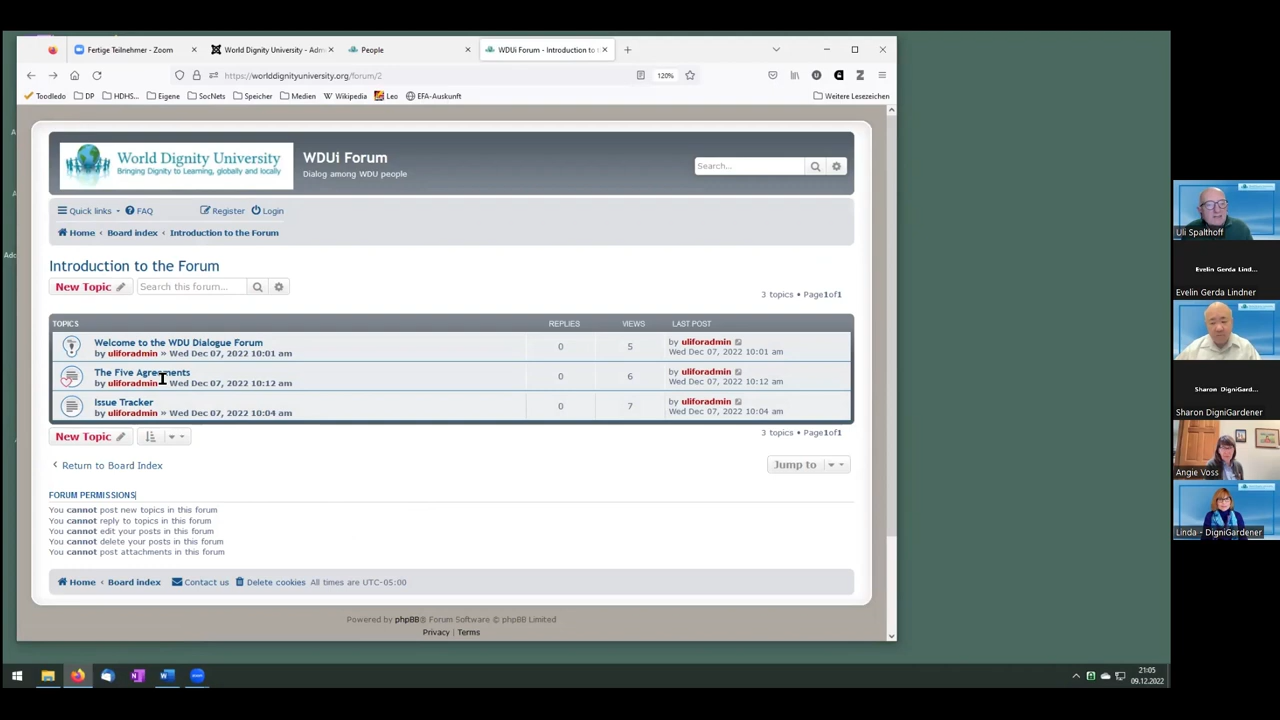 Fertige Teilnehmer - Zoom
World Dignity University - Adm
People
WDUi Forum - Introduction to t
https://worlddignityuniversity.org/forum/2
120%
Toodledo
DP
HDHS...
Eigene
SocNets
Speicher
Medien
Wikipedia
Leo
EFA-Auskunft
Weitere Lesezeichen
World Dignity University
Bringing Dignity to Learning, globally and locally
WDUi Forum
Dialog among WDU people
Search...
Quick links
FAQ
Register
Login
Home ‹ Board index ‹ Introduction to the Forum
Introduction to the Forum
New Topic
Search this forum...
3 topics • Page1of1
TOPICS REPLIES VIEWS LAST POST
Welcome to the WDU Dialogue Forum
by uliforadmin » Wed Dec 07, 2022 10:01 am
0
5
by uliforadmin
Wed Dec 07, 2022 10:01 am
The Five Agreements
by uliforadmin Wed Dec 07, 2022 10:12 am
0
6
by uliforadmin
Wed Dec 07, 2022 10:12 am
Issue Tracker
by uliforadmin » Wed Dec 07, 2022 10:04 am
0
7
by uliforadmin
Wed Dec 07, 2022 10:04 am
New Topic
3 topics • Page1of1
Return to Board Index
Jump to
FORUM PERMISSIONS
You cannot post new topics in this forum
You cannot reply to topics in this forum
You cannot edit your posts in this forum
You cannot delete your posts in this forum
You cannot post attachments in this forum
Home ‹ Board index
Contact us
Delete cookies
All times are UTC-05:00
Powered by phpBB® Forum Software © phpBB Limited
Privacy | Terms
21:05
09.12.2022
Uli Spalthoff
Evelin Gerda Lind...
Evelin Gerda Lindner
Sharon DigniGard...
Sharon DigniGardener
Angie Voss
Linda - DigniGardener